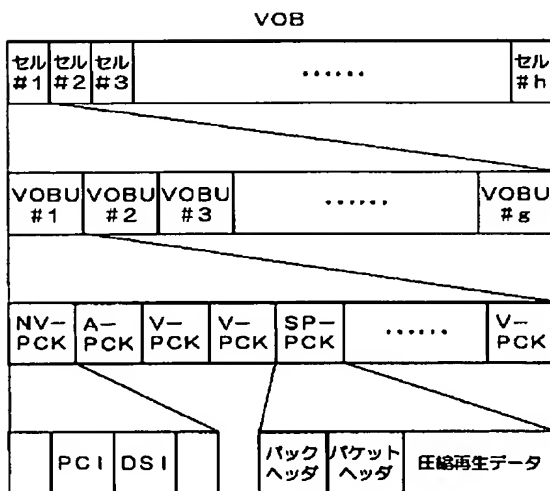 VOB
セル セル セル セル
#1 #2 #3 ······ #h
VOBU VOBU VOBU VOBU
#1 #2 #3 ······ #g
NV- A- V- V- SP- V-
PCK PCK PCK PCK PCK ······ PCK
PCI DSI
パック パケット 圧縮再生データ
ヘッダ ヘッダ